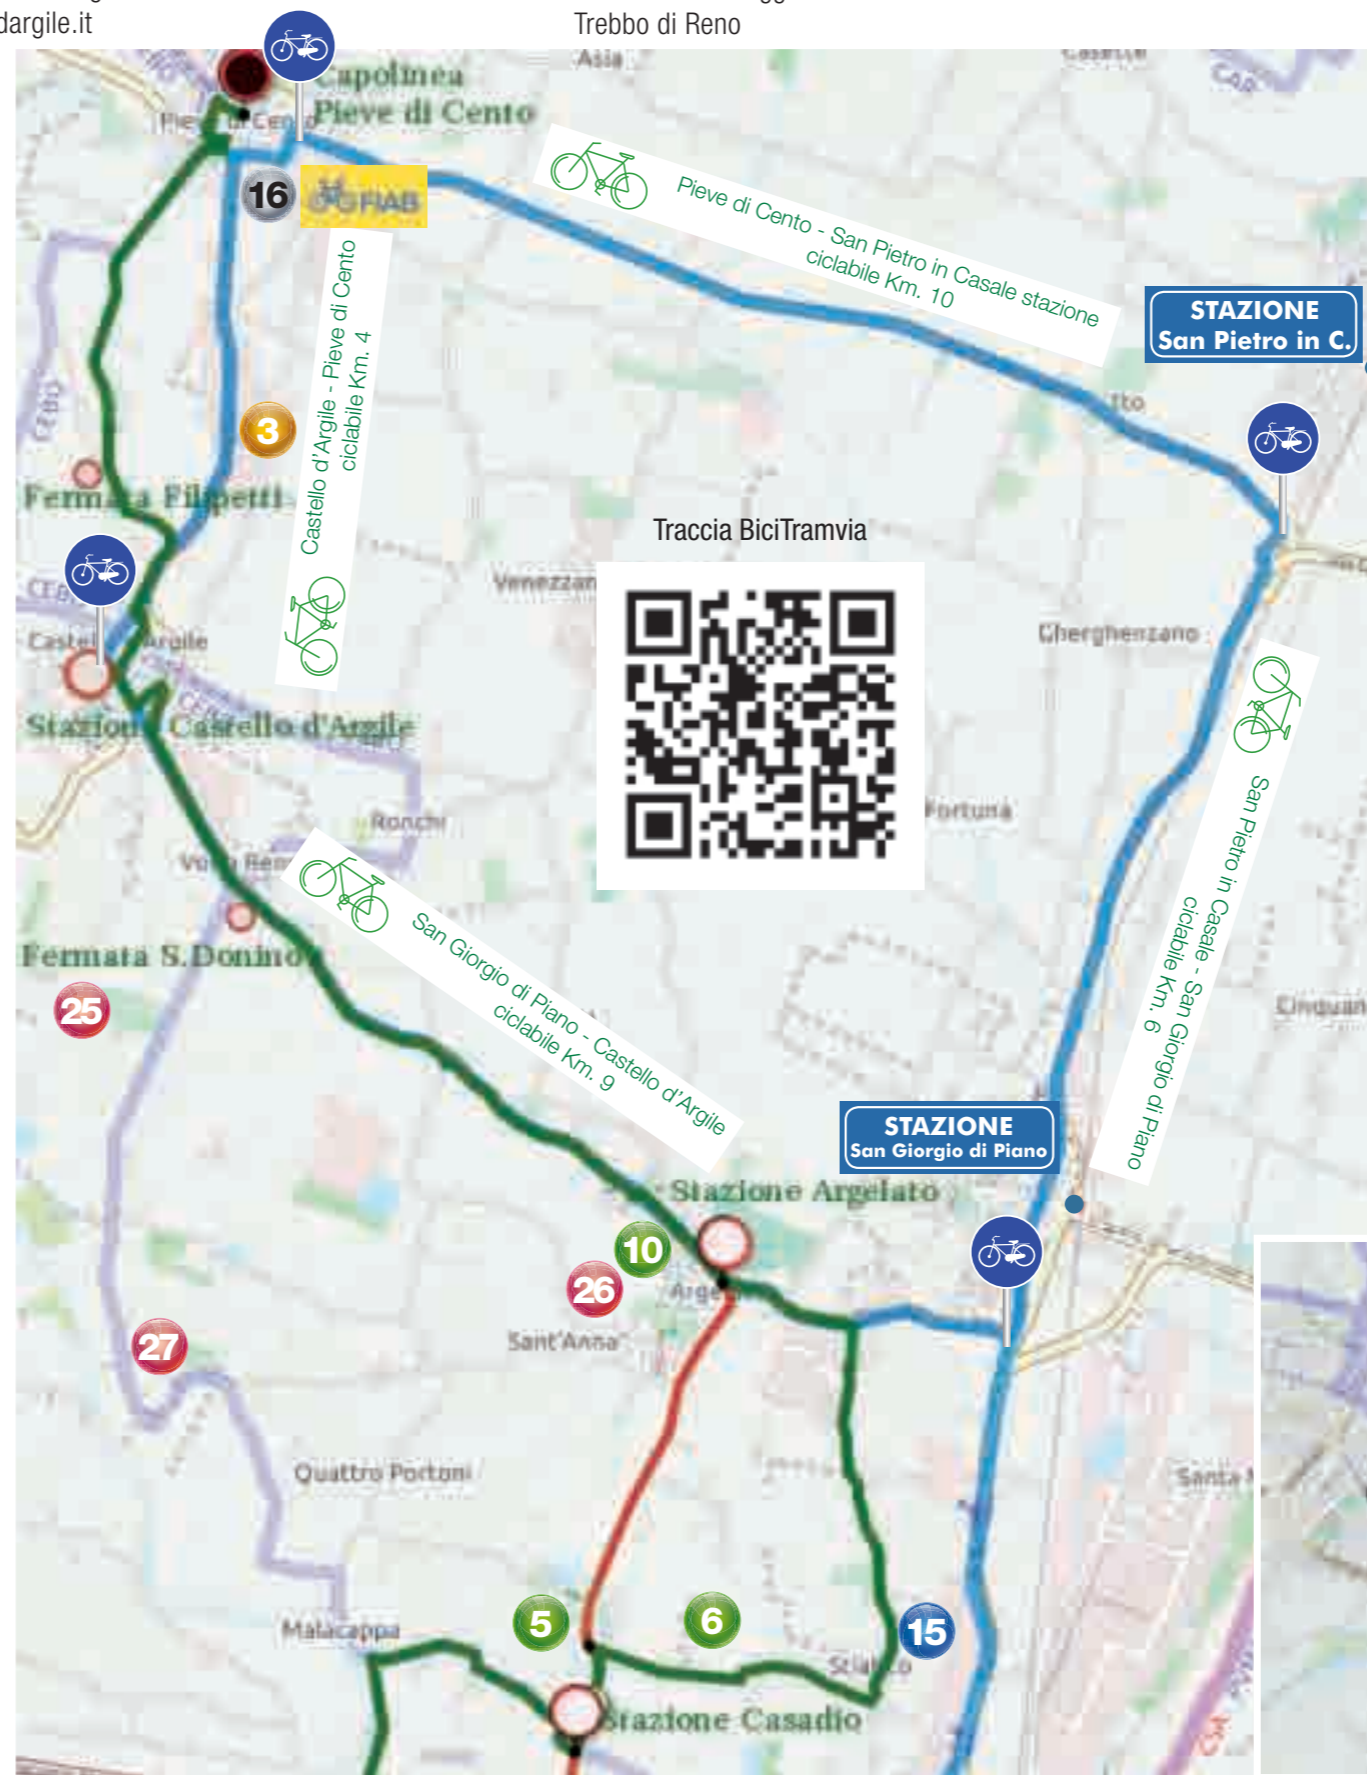 dargile.it
Trebbo di Reno
Asia
Capolinea
Pieve di Cento
16
FIAB
Pieve di Cento - San Pietro in Casale stazione
ciclabile Km. 10
STAZIONE
San Pietro in C.
Castello d'Argile - Pieve di Cento
ciclabile Km. 4
3
Fermata Filipetti
Traccia BiciTramvia
Argile
Gherghenzano
Stazione Castello d'Argile
Ronchi
Fortuna
San Pietro in Casale - San Giorgio di Piano
ciclabile Km. 6
Fermata S.Donino
San Giorgio di Piano - Castello d'Argile
ciclabile Km. 9
25
STAZIONE
San Giorgio di Piano
Stazione Argelato
10
26
Sant'Anna
27
Quattro Portoni
Santa
5
6
15
Malacappa
Stazione Casadio